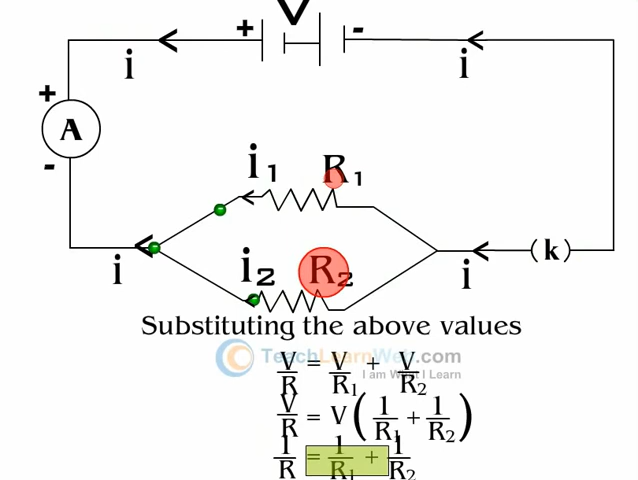 V
+ -
i i
+
A
-
i₁ R₁
i (k)
i₂ R₂ i
Substituting the above values
TeachLearnWeb.com
I am What I Learn
V/R = V/R₁ + V/R₂
V/R = V(1/R₁ + 1/R₂)
1/R = 1/R₁ + 1/R₂